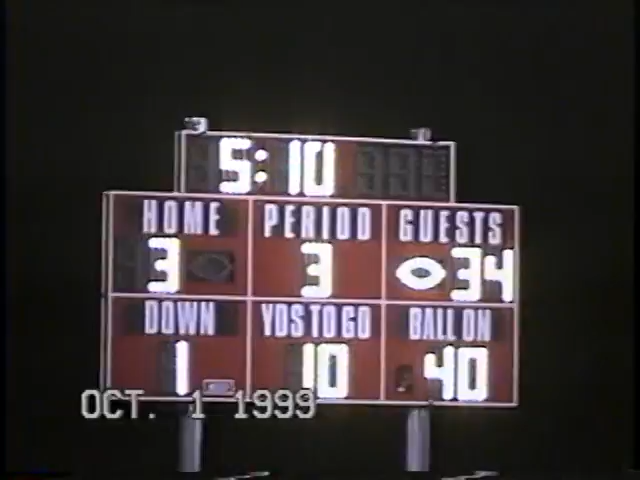 5:10
HOME PERIOD GUESTS
3 3 34
DOWN YDS TO GO BALL ON
1 10 40
OCT. 1 1999